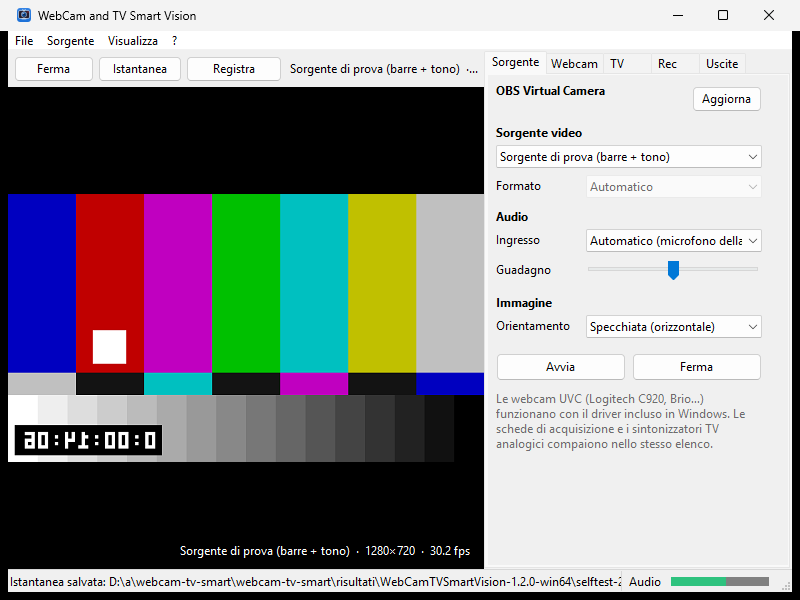 WebCam and TV Smart Vision
File Sorgente Visualizza ?
Ferma Istantanea Registra Sorgente di prova (barre + tono) ·...
Sorgente Webcam TV Rec Uscite
OBS Virtual Camera
Aggiorna
Sorgente video
Sorgente di prova (barre + tono)
Formato Automatico
Audio
Ingresso Automatico (microfono della
Guadagno
Immagine
Orientamento Specchiata (orizzontale)
Avvia Ferma
Le webcam UVC (Logitech C920, Brio...)
funzionano con il driver incluso in Windows. Le
schede di acquisizione e i sintonizzatori TV
analogici compaiono nello stesso elenco.
Sorgente di prova (barre + tono) · 1280×720 · 30.2 fps
Istantanea salvata: D:\a\webcam-tv-smart\webcam-tv-smart\risultati\WebCamTVSmartVision-1.2.0-win64\selftest-2 Audio